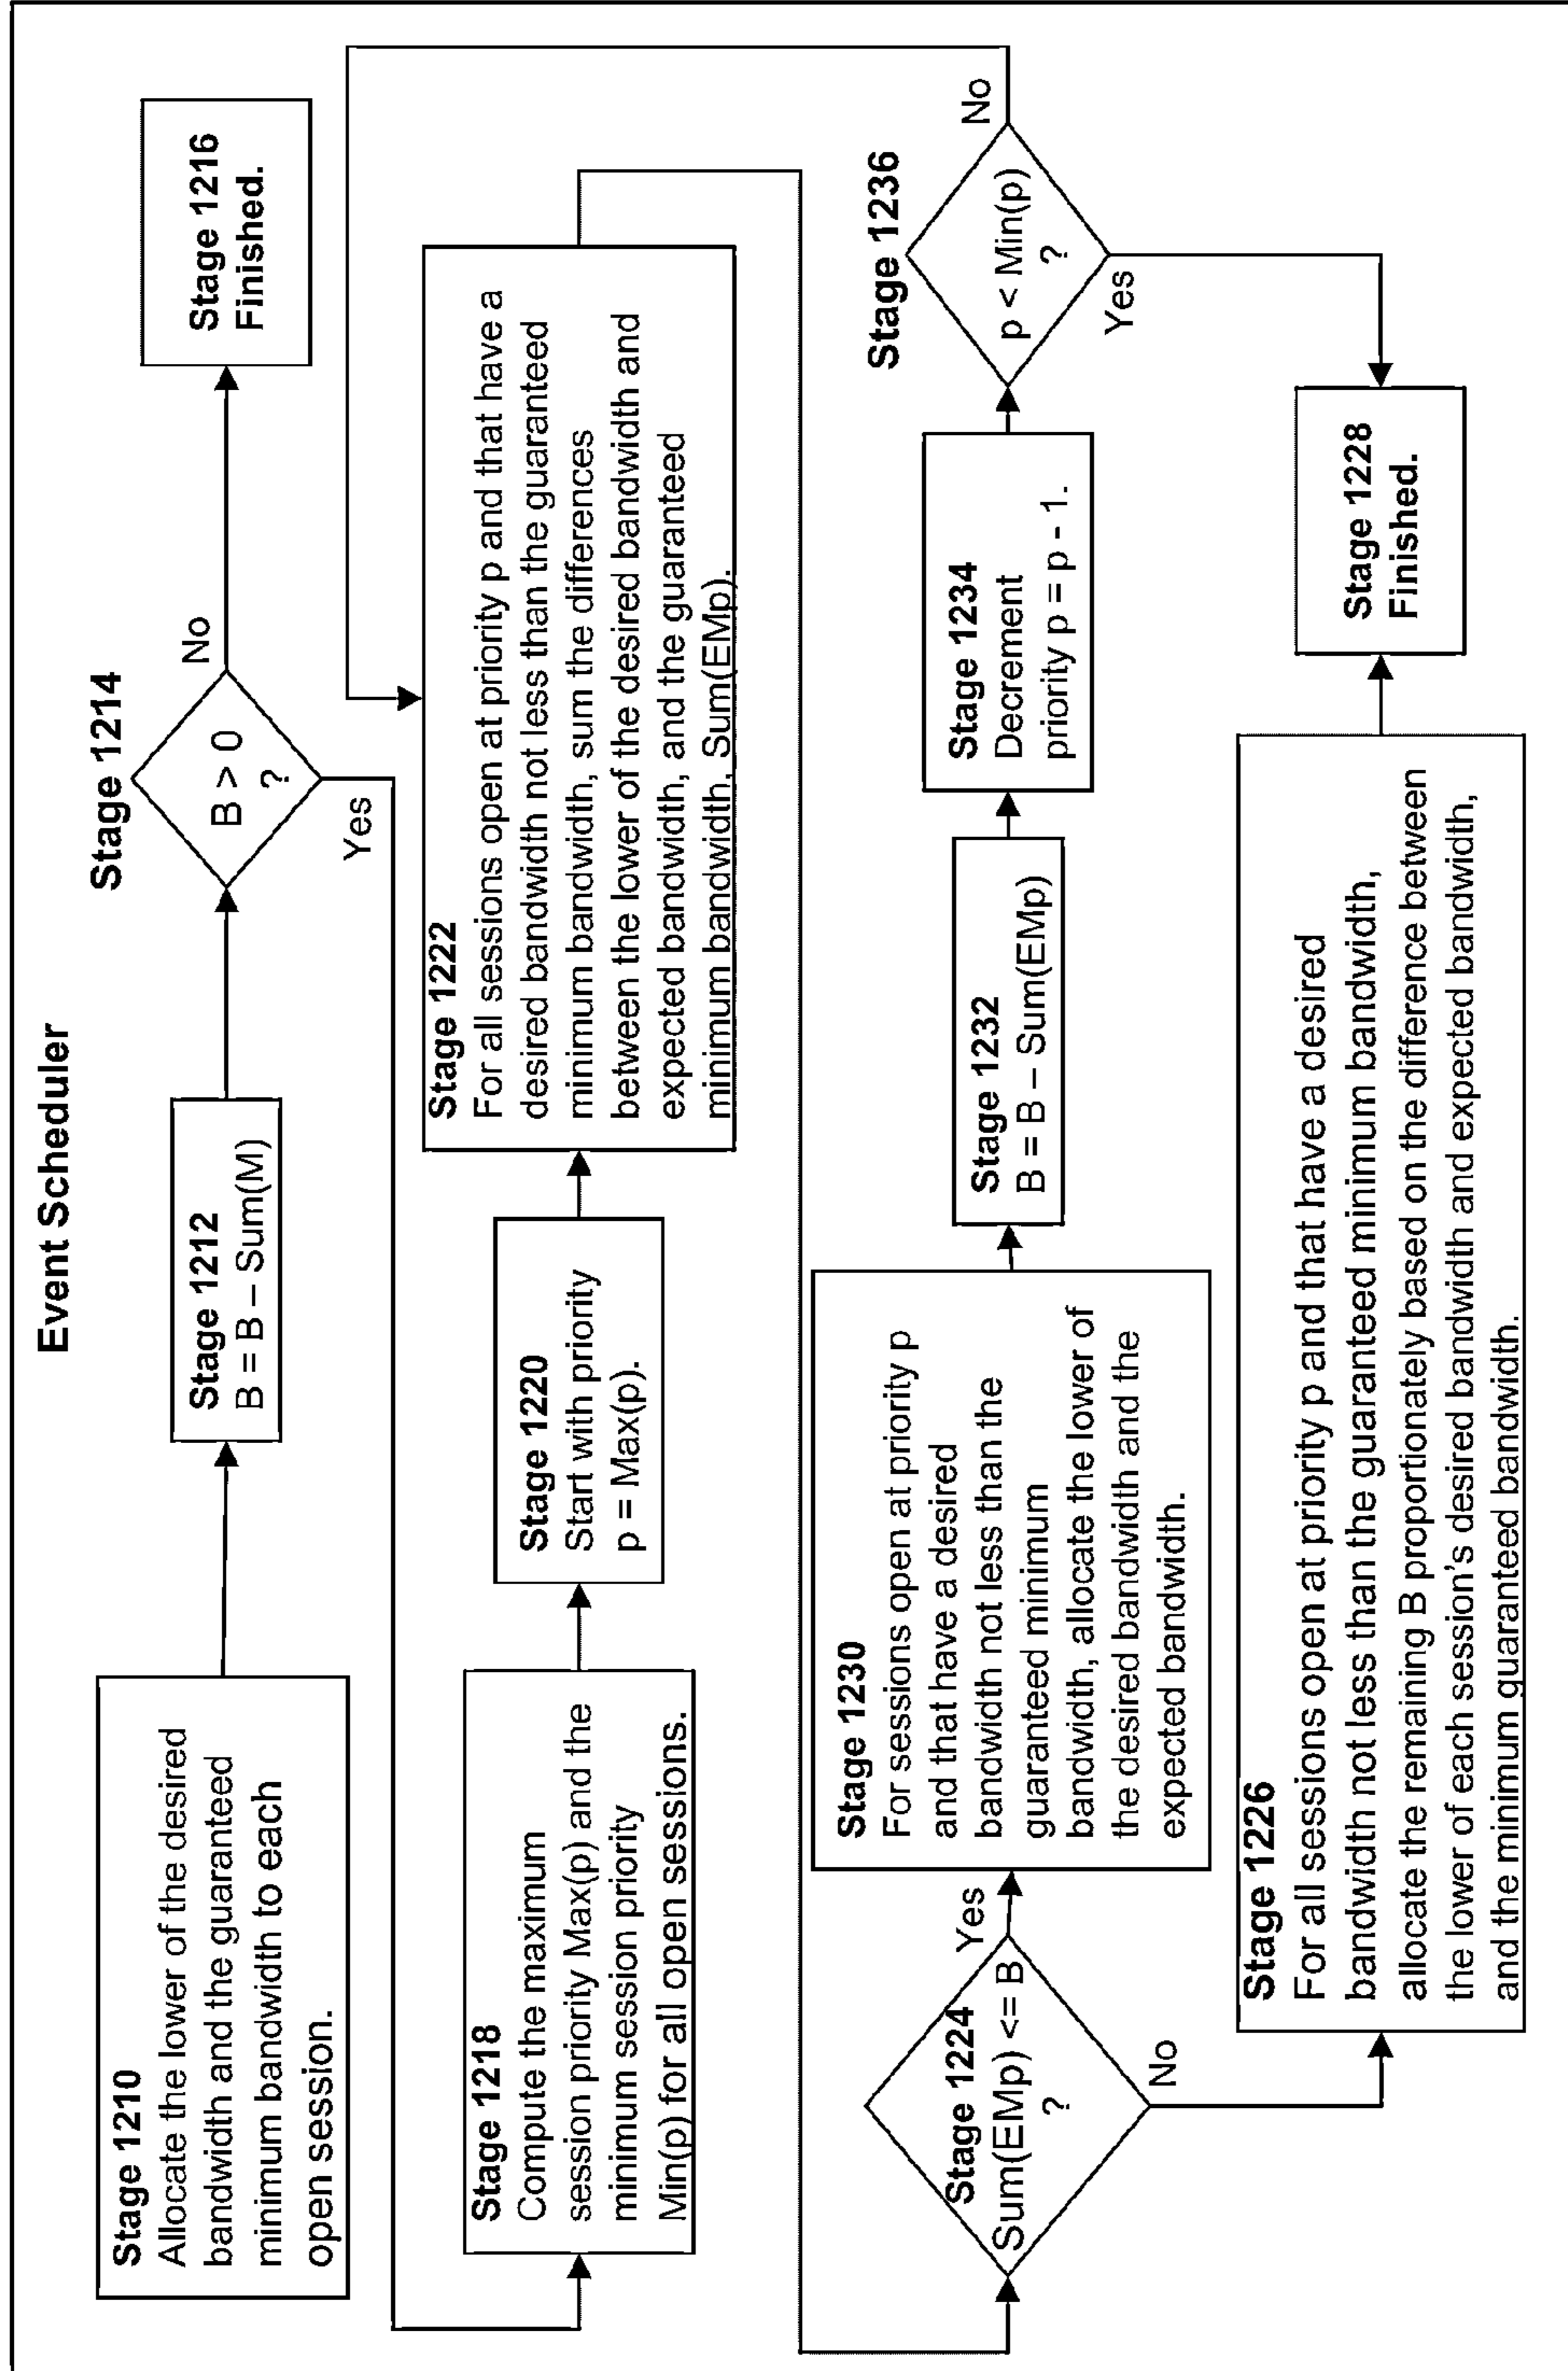 Event Scheduler
Stage 1210
Allocate the lower of the desired
bandwidth and the guaranteed
minimum bandwidth to each
open session.
Stage 1212
B = B – Sum(M)
Stage 1214
B > 0
?
No
Yes
Stage 1216
Finished.
Stage 1218
Compute the maximum
session priority Max(p) and the
minimum session priority
Min(p) for all open sessions.
Stage 1220
Start with priority
p = Max(p).
Stage 1222
For all sessions open at priority p and that have a
desired bandwidth not less than the guaranteed
minimum bandwidth, sum the differences
between the lower of the desired bandwidth and
expected bandwidth, and the guaranteed
minimum bandwidth, Sum(EMp).
Stage 1224
Sum(EMp) <= B
?
Yes
No
Stage 1230
For sessions open at priority p
and that have a desired
bandwidth not less than the
guaranteed minimum
bandwidth, allocate the lower of
the desired bandwidth and the
expected bandwidth.
Stage 1232
B = B – Sum(EMp)
Stage 1234
Decrement
priority p = p - 1.
Stage 1236
p < Min(p)
?
No
Yes
Stage 1226
For all sessions open at priority p and that have a desired
bandwidth not less than the guaranteed minimum bandwidth,
allocate the remaining B proportionately based on the difference between
the lower of each session's desired bandwidth and expected bandwidth,
and the minimum guaranteed bandwidth.
Stage 1228
Finished.